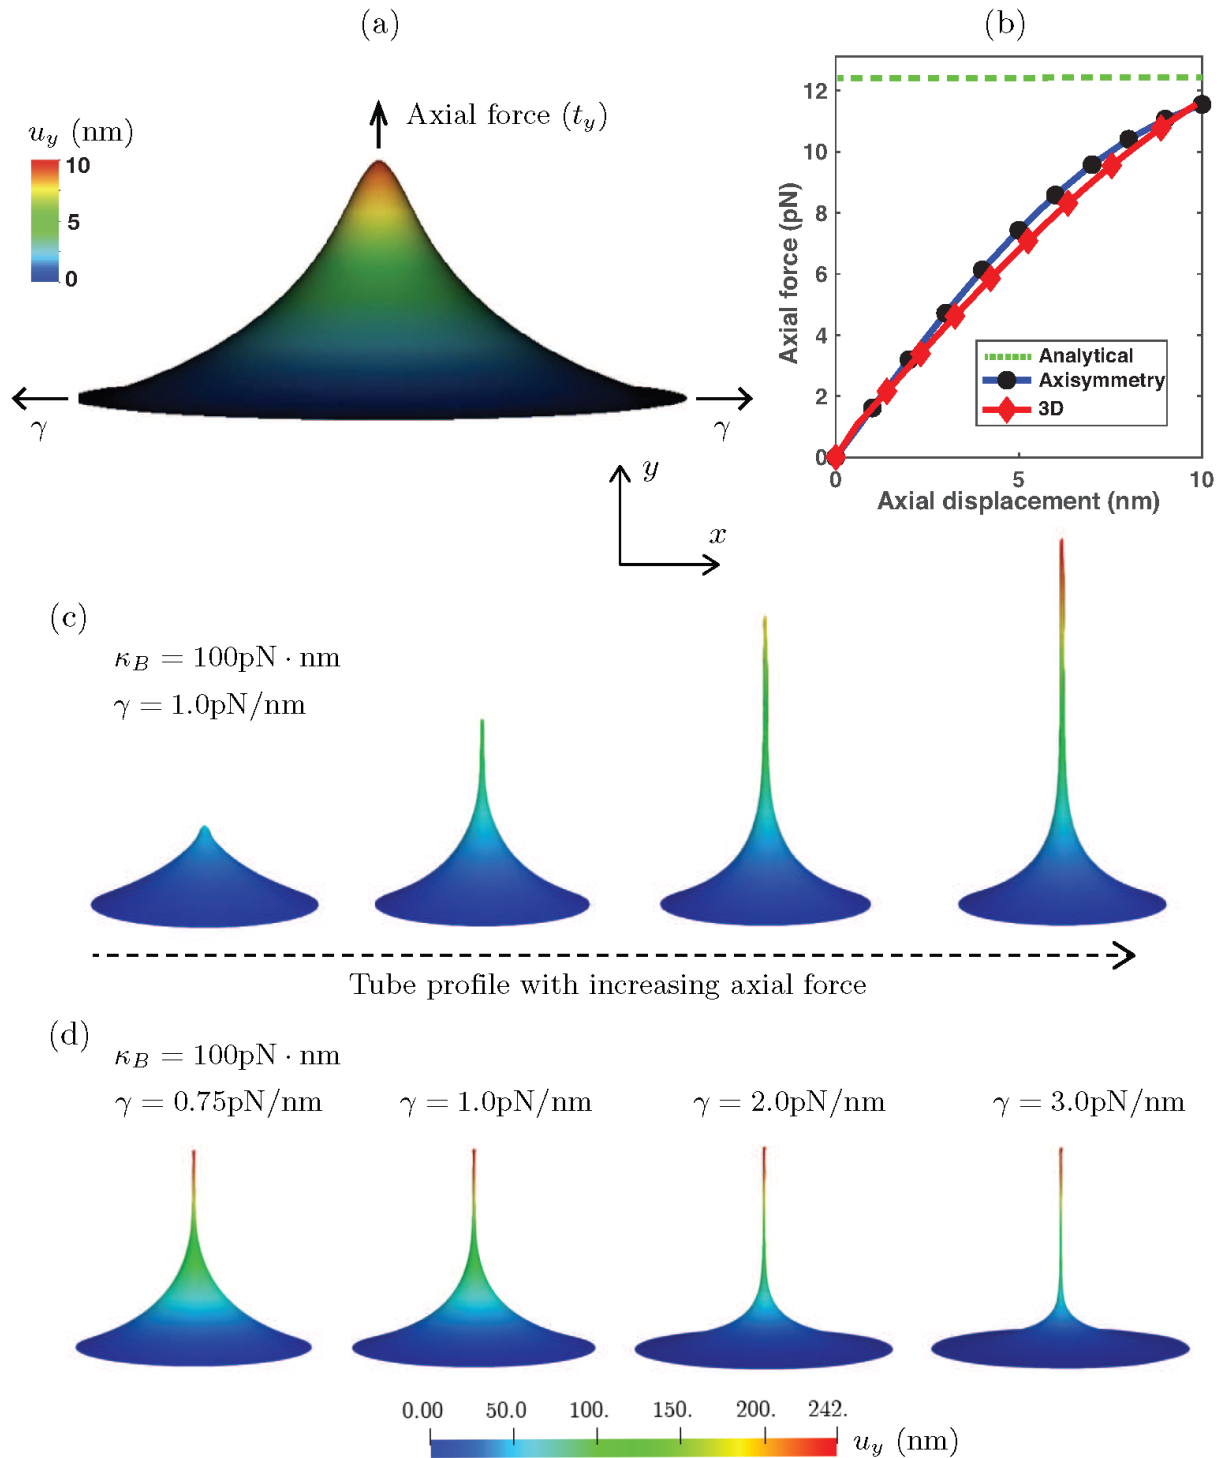 (a)
Axial force (t_y)
u_y (nm)
10
5
0
γ
γ
y
x
(b)
12
10
8
6
4
2
0
0
5
10
Axial force (pN)
Axial displacement (nm)
Analytical
Axisymmetry
3D
(c)
κ_B = 100pN · nm
γ = 1.0pN/nm
Tube profile with increasing axial force
(d)
κ_B = 100pN · nm
γ = 0.75pN/nm
γ = 1.0pN/nm
γ = 2.0pN/nm
γ = 3.0pN/nm
0.00 50.0 100. 150. 200. 242.
u_y (nm)